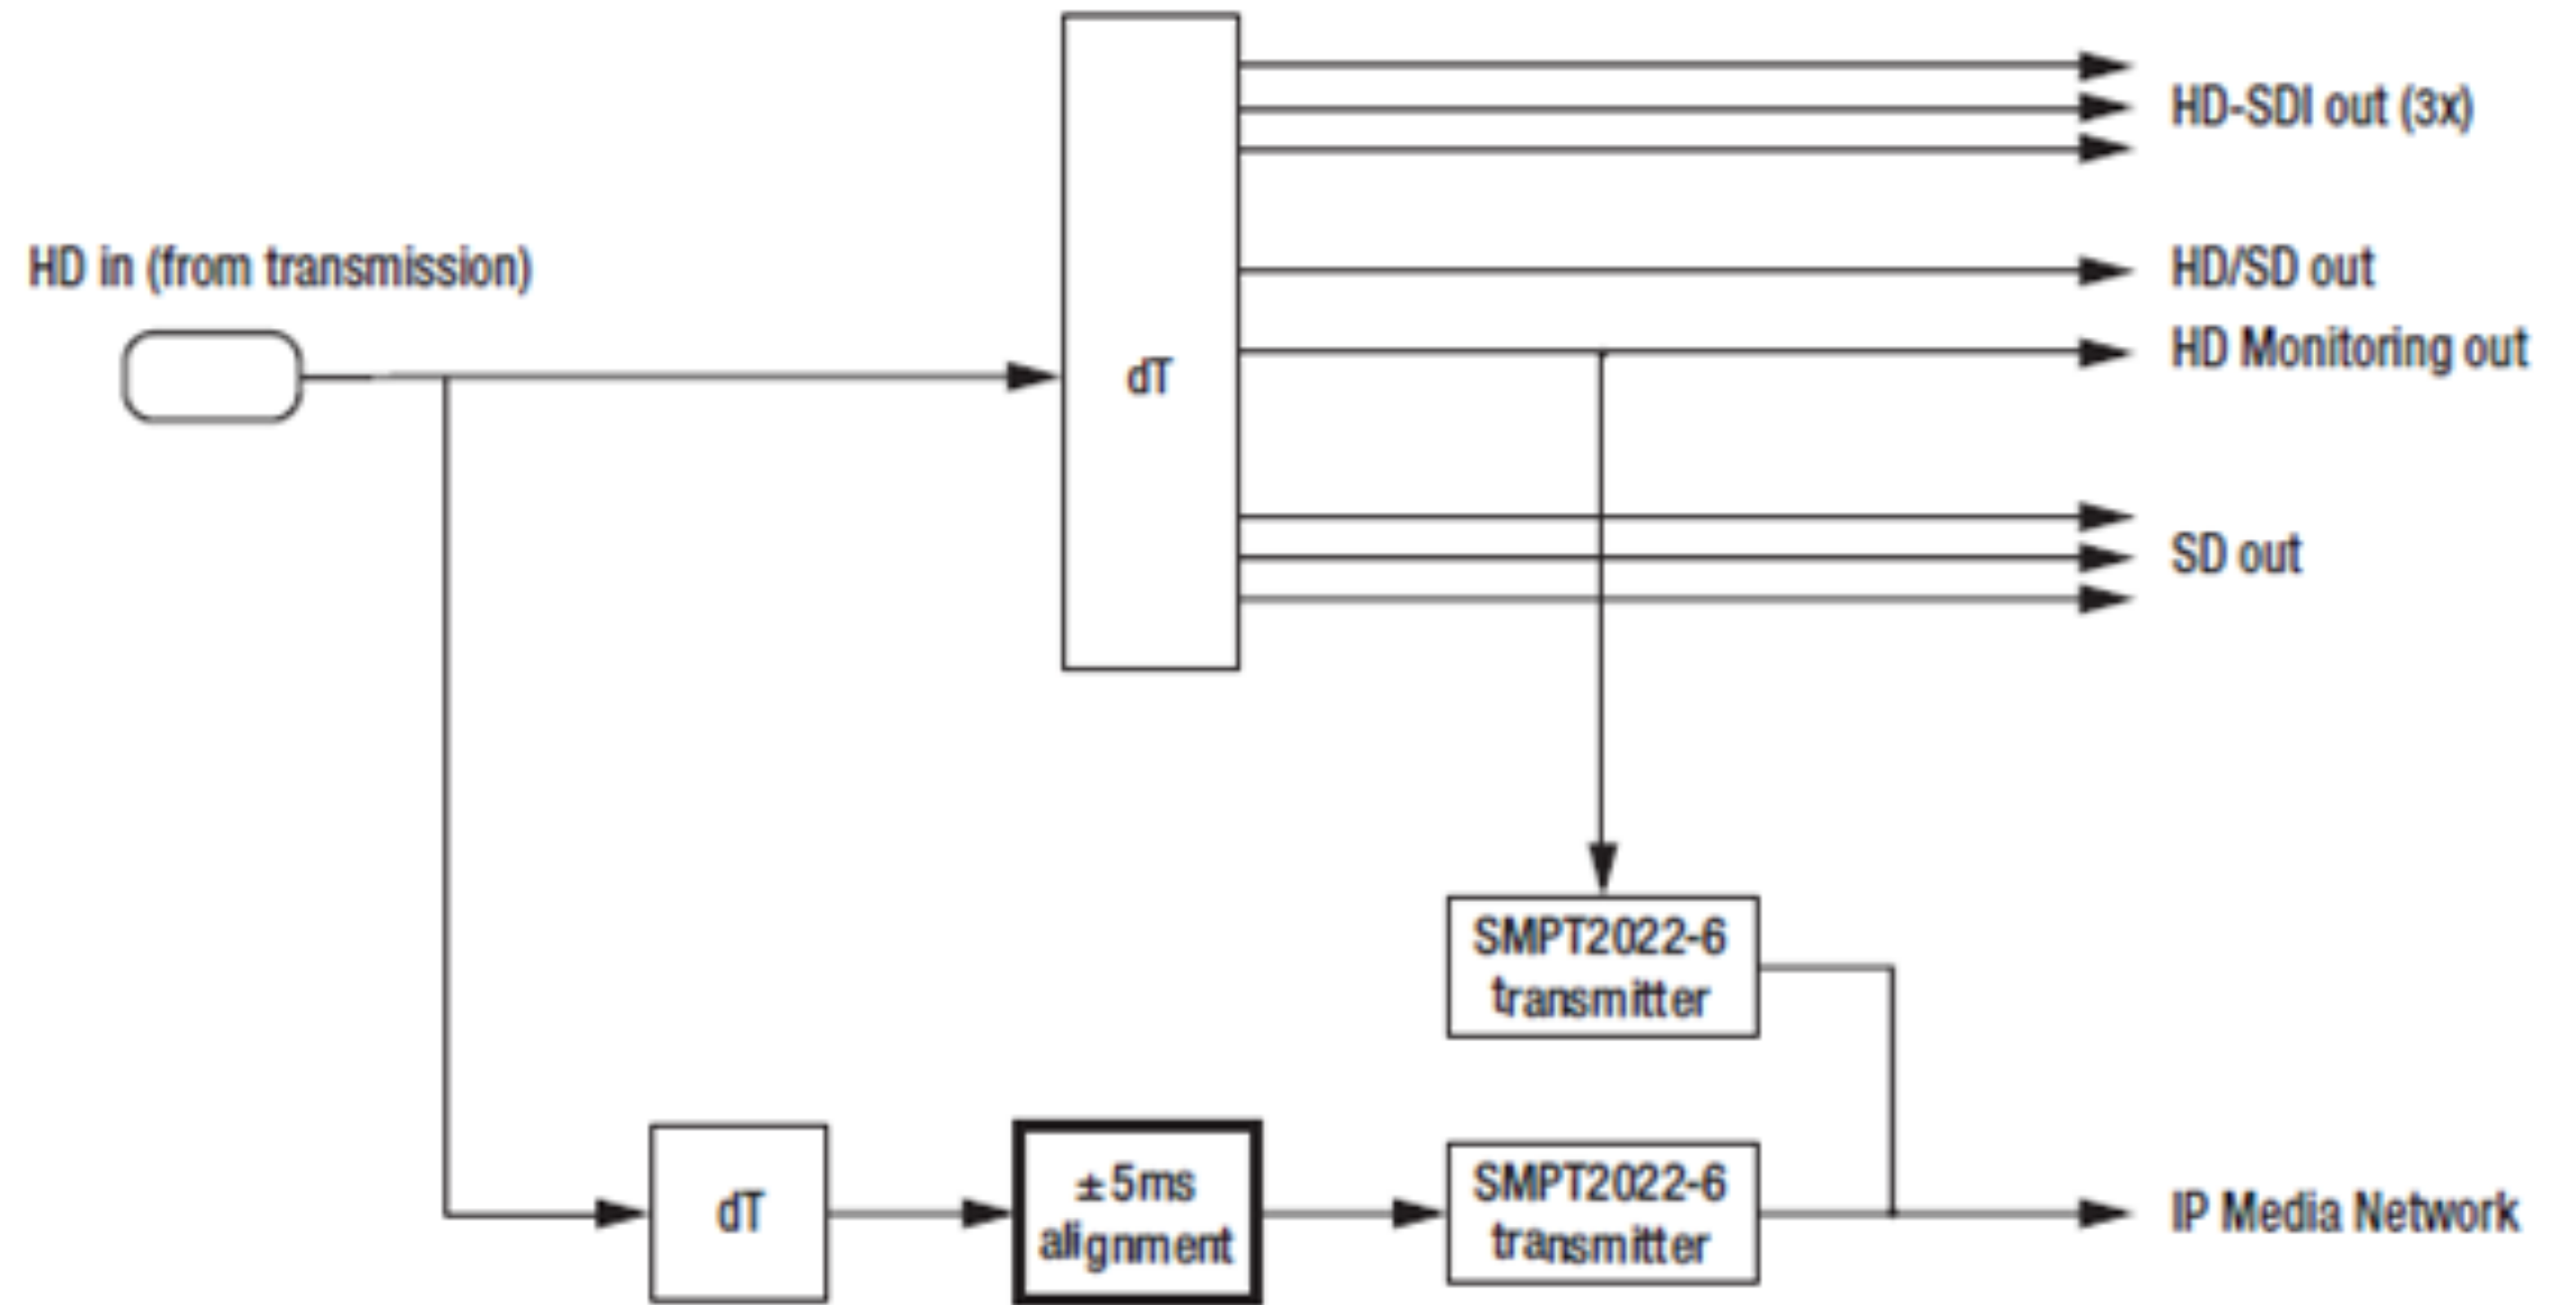 HD-SDI out (3x)
HD in (from transmission)
HD/SD out
HD Monitoring out
dT
SD out
SMPT2022-6
transmitter
dT
±5ms
alignment
SMPT2022-6
transmitter
IP Media Network